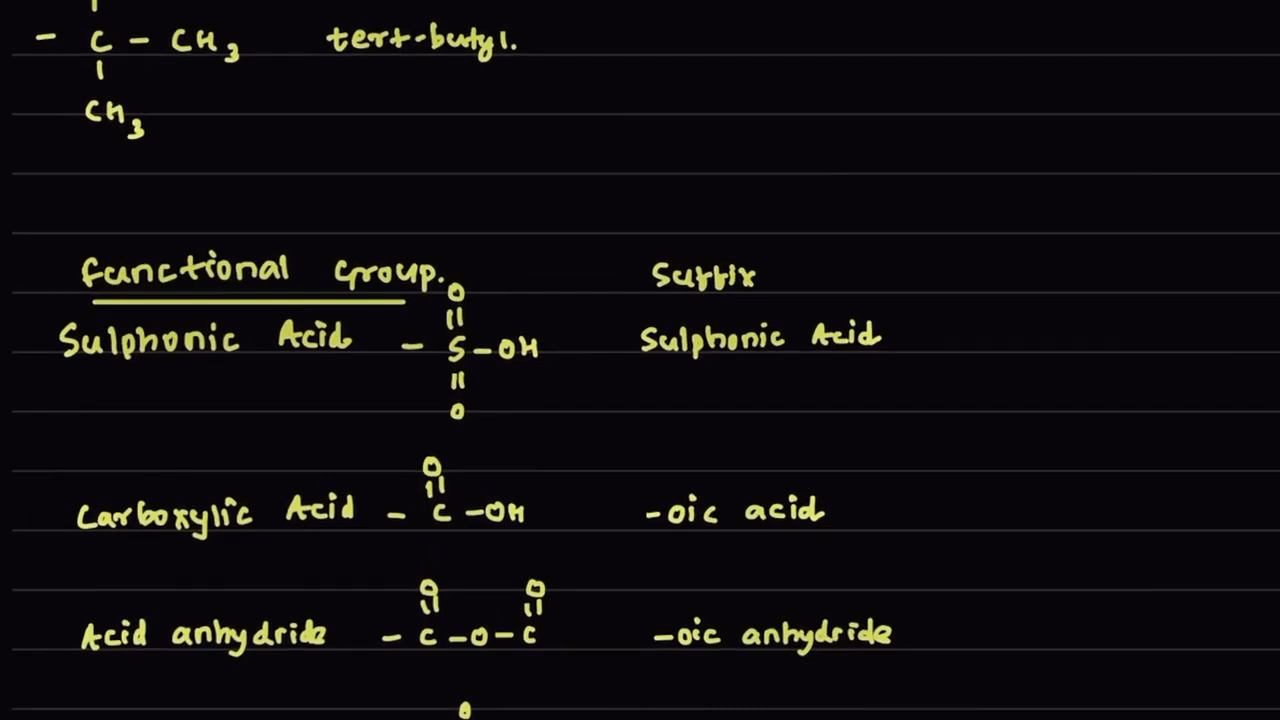 |
- C - CH3 tert-butyl.
|
CH3
Functional Group. Suffix
O
||
Sulphonic Acid - S - OH Sulphonic Acid
||
O
O
||
Carboxylic Acid - C - OH -oic acid
O O
|| ||
Acid anhydride - C - O - C -oic anhydride
O